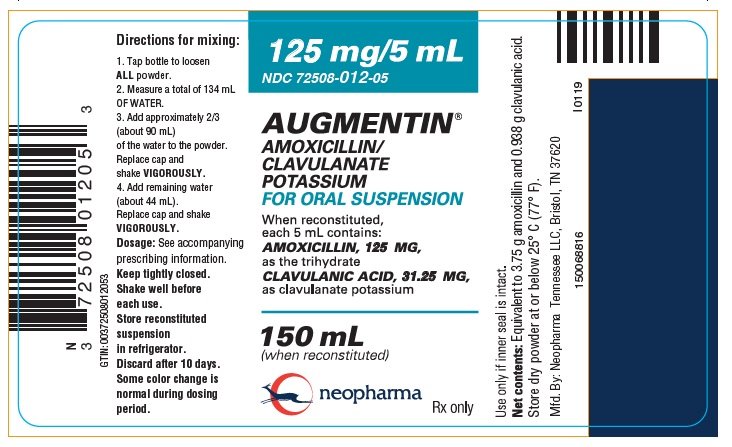 Directions for mixing:
1. Tap bottle to loosen
ALL powder.
2. Measure a total of 134 mL
OF WATER.
3. Add approximately 2/3
(about 90 mL)
of the water to the powder.
Replace cap and
shake VIGOROUSLY.
4. Add remaining water
(about 44 mL).
Replace cap and shake
VIGOROUSLY.
Dosage: See accompanying
prescribing information.
Keep tightly closed.
Shake well before
each use.
Store reconstituted
suspension
in refrigerator.
Discard after 10 days.
Some color change is
normal during dosing
period.
N
3 72508 01205 3
GTIN:00372508012053
125 mg/5 mL
NDC 72508-012-05
AUGMENTIN®
AMOXICILLIN/
CLAVULANATE
POTASSIUM
FOR ORAL SUSPENSION
When reconstituted,
each 5 mL contains:
AMOXICILLIN, 125 MG,
as the trihydrate
CLAVULANIC ACID, 31.25 MG,
as clavulanate potassium
150 mL
(when reconstituted)
neopharma
Rx only
Use only if inner seal is intact.
Net contents: Equivalent to 3.75 g amoxicillin and 0.938 g clavulanic acid.
Store dry powder at or below 25° C (77° F).
Mfd. By: Neopharma Tennessee LLC, Bristol, TN 37620
150068816
I0119